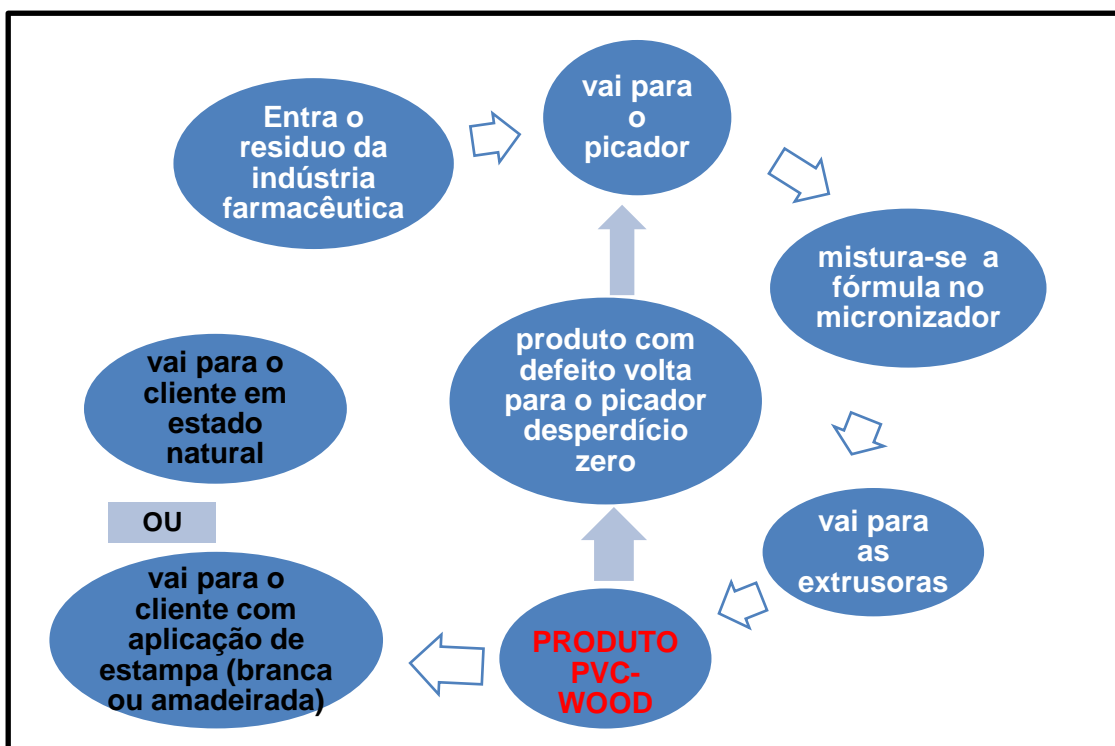 Entra o
residuo da
indústria
farmacêutica
vai para
o
picador
mistura-se a
fórmula no
micronizador
vai para
as
extrusoras
PRODUTO
PVC-
WOOD
produto com
defeito volta
para o picador
desperdício
zero
vai para o
cliente em
estado
natural
OU
vai para o
cliente com
aplicação de
estampa (branca
ou amadeirada)